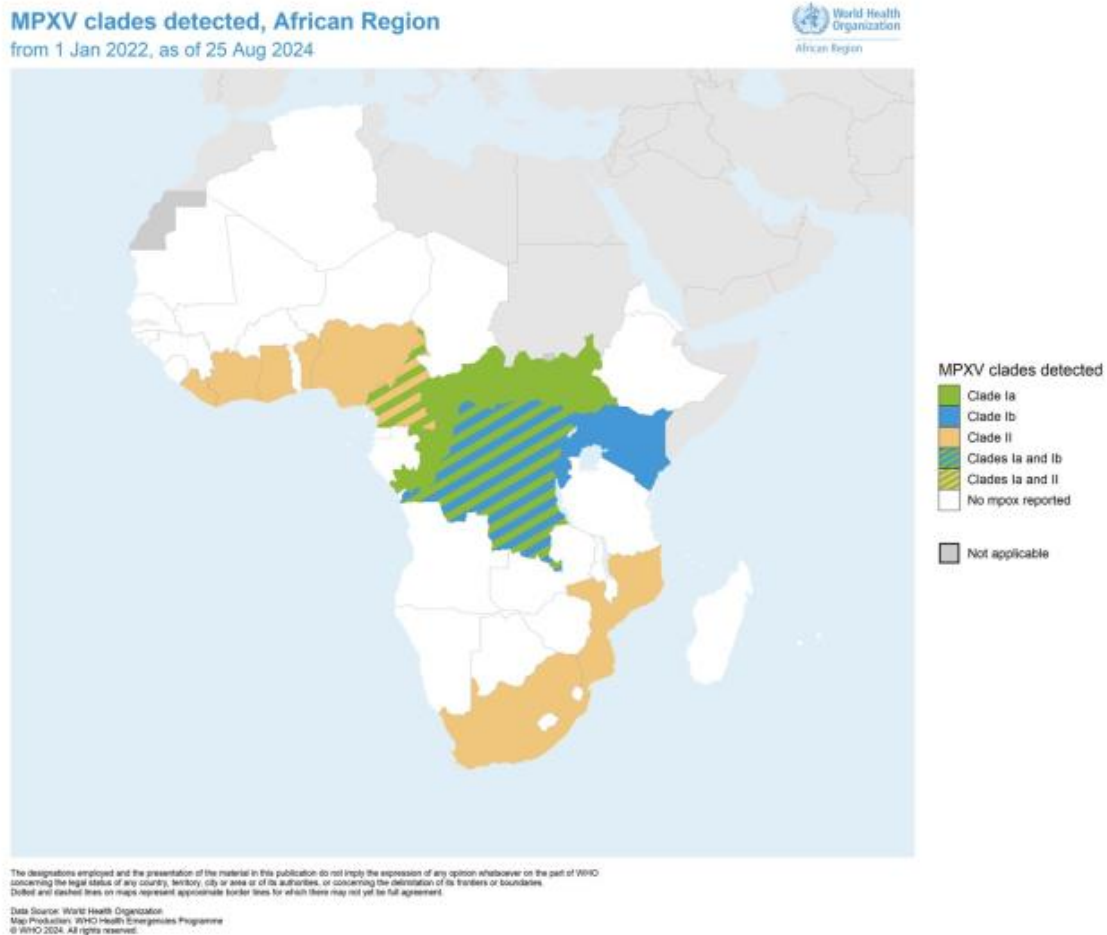 MPXV clades detected, African Region
from 1 Jan 2022, as of 25 Aug 2024
World Health
Organization
African Region
MPXV clades detected
Clade Ia
Clade Ib
Clade II
Clades Ia and Ib
Clades Ia and II
No mpox reported
Not applicable
The designations employed and the presentation of the material in this publication do not imply the expression of any opinion whatsoever on the part of WHO
concerning the legal status of any country, territory, city or area or of its authorities, or concerning the delimitation of its frontiers or boundaries.
Dotted and dashed lines on maps represent approximate border lines for which there may not yet be full agreement.
Data Source: World Health Organization
Map Production: WHO Health Emergencies Programme
© WHO 2024. All rights reserved.